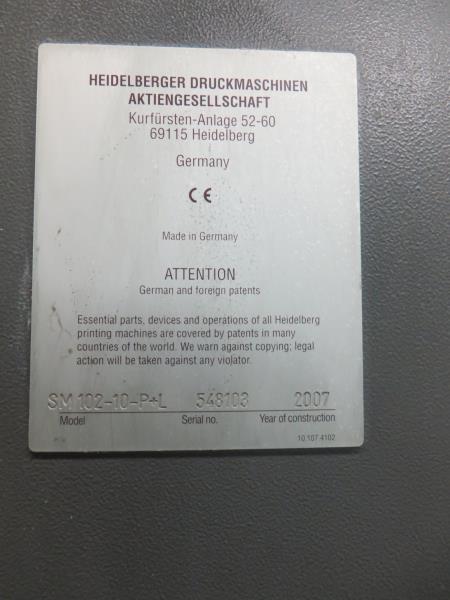 HEIDELBERGER DRUCKMASCHINEN
AKTIENGESELLSCHAFT
Kurfürsten-Anlage 52-60
69115 Heidelberg
Germany
CE
Made in Germany
ATTENTION
German and foreign patents
Essential parts, devices and operations of all Heidelberg
printing machines are covered by patents in many
countries of the world. We warn against copying; legal
action will be taken against any violator.
SM 102-10-P+L 548103 2007
Model Serial no. Year of construction
10.107.4102